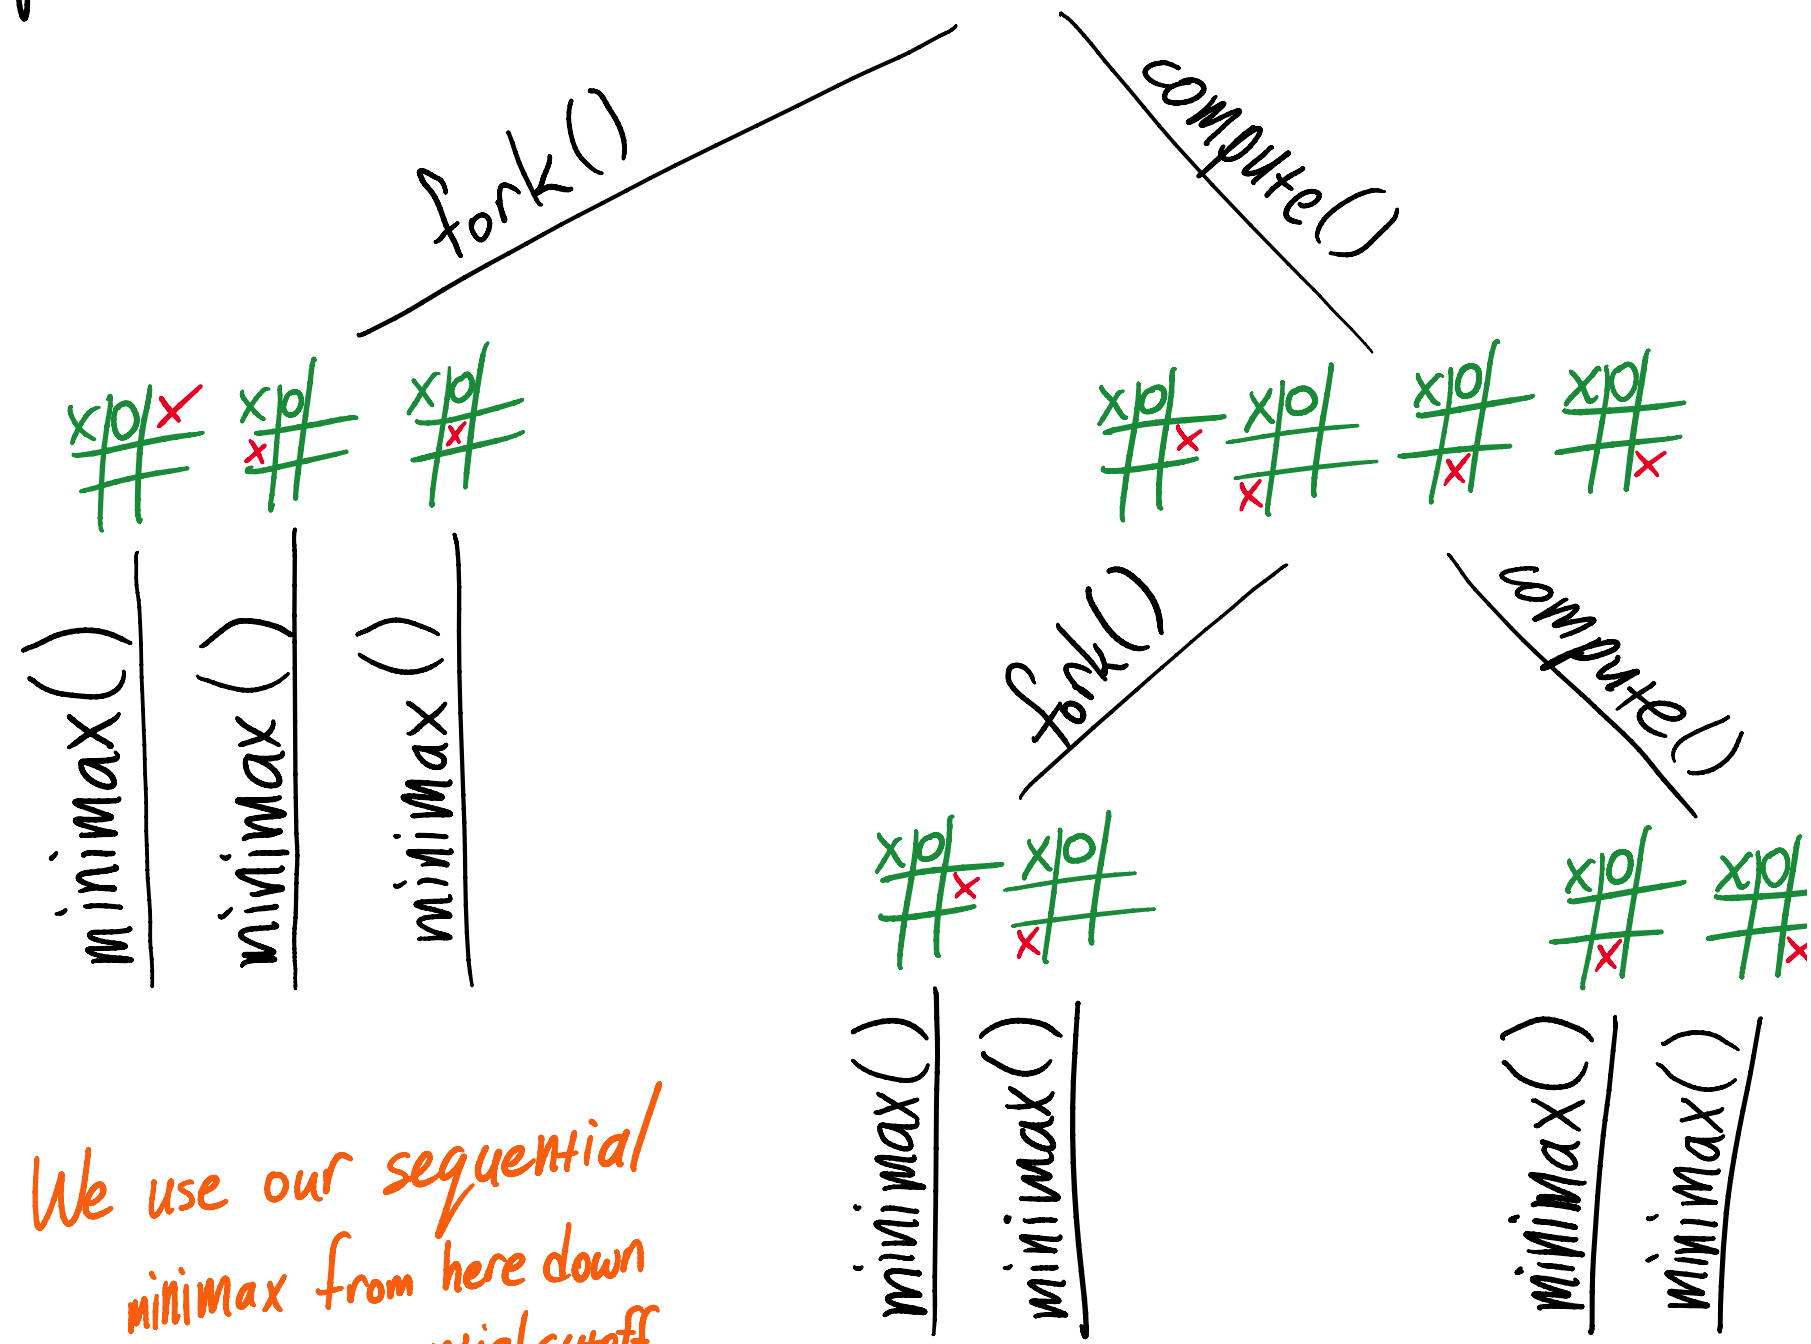 fork()
compute()
X O X
X O
X
X O
X
X O
X
X O
X
X O
X
X O
X
fork()
compute()
minimax()
minimax()
minimax()
X O
X
X O
X
X O
X
X O
X
minimax()
minimax()
minimax()
minimax()
We use our sequential
minimax from here down
cutoff